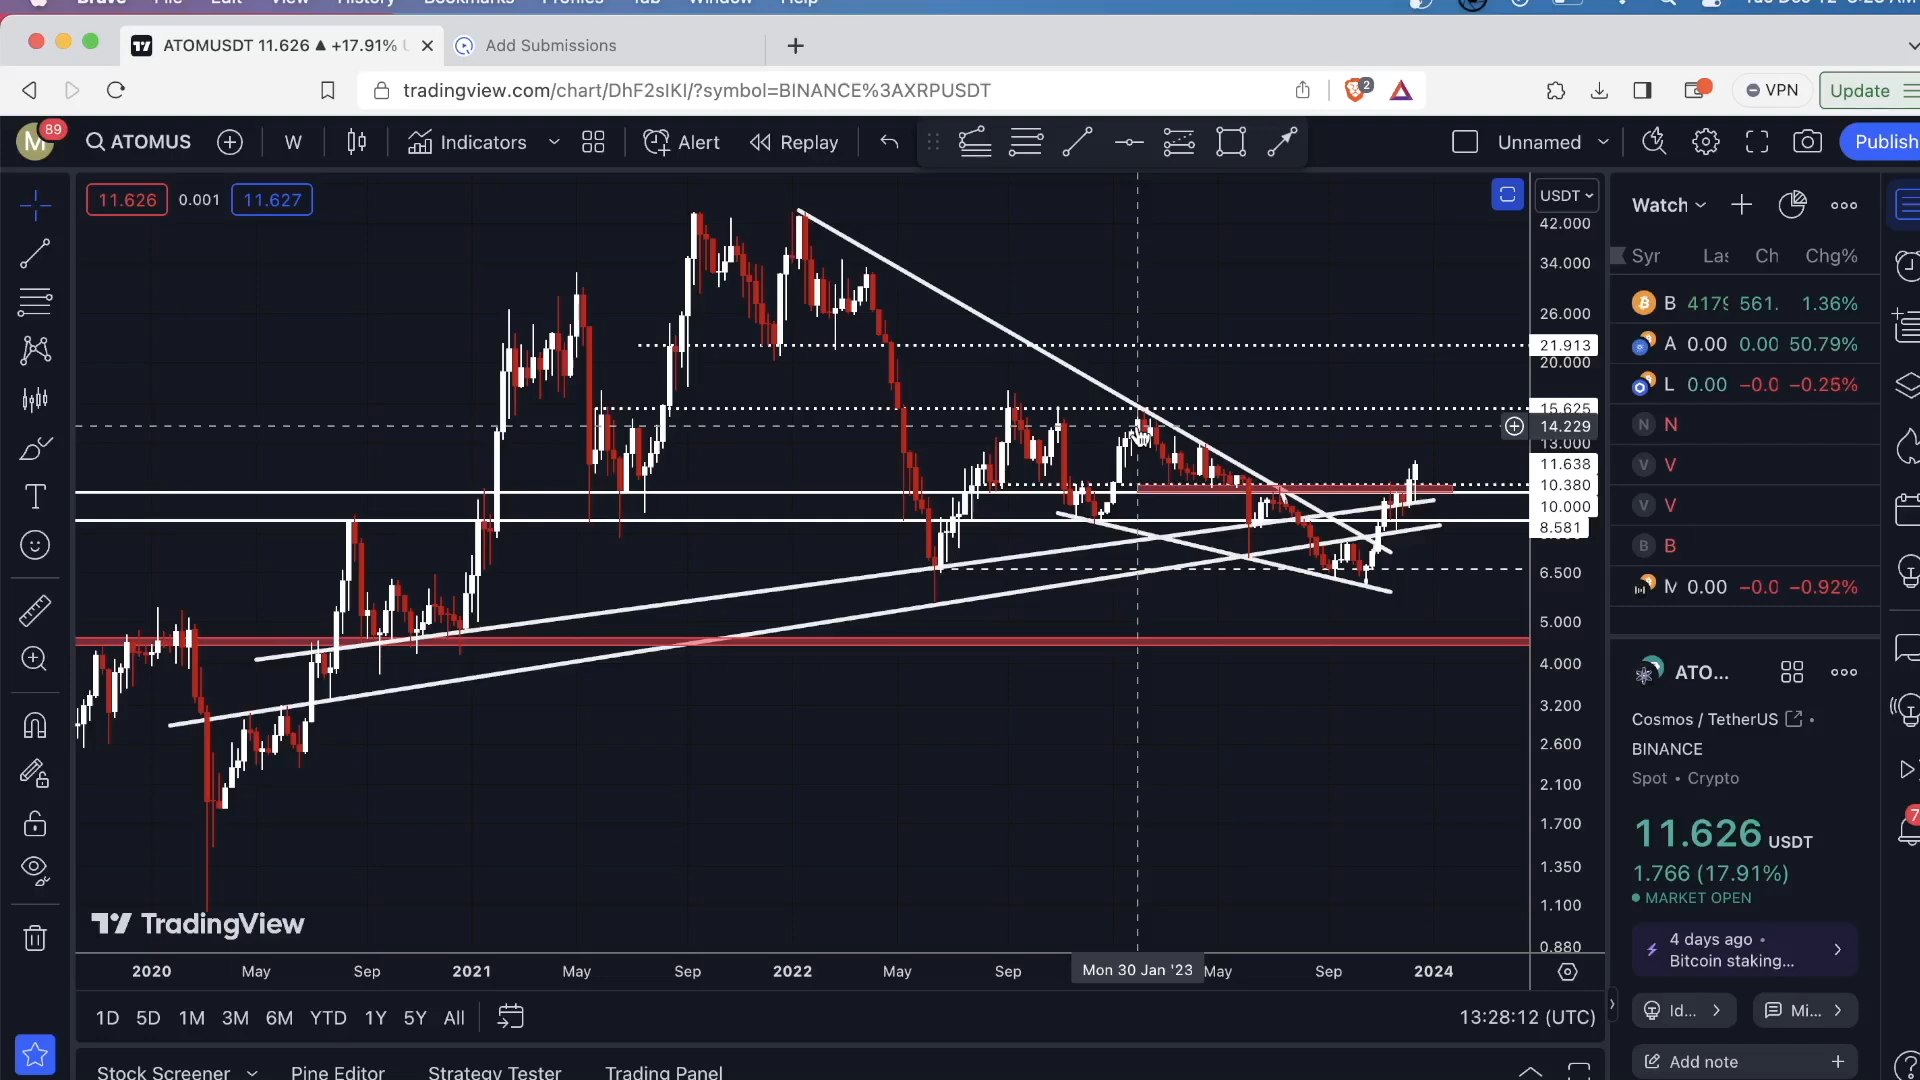 ATOMUSDT 11.626 ▲ +17.91%
Add Submissions
tradingview.com/chart/DhF2sIKI/?symbol=BINANCE%3AXRPUSDT
2
VPN
Update
M
89
ATOMUS
W
Indicators
Alert
Replay
Unnamed
Publish
11.626
0.001
11.627
USDT
42.000
34.000
26.000
21.913
20.000
15.625
14.229
13.000
11.638
10.380
10.000
8.581
6.500
5.000
4.000
3.200
2.600
2.100
1.700
1.350
1.100
0.880
TradingView
2020 May Sep 2021 May Sep 2022 May Sep Mon 30 Jan '23 May Sep 2024
1D 5D 1M 3M 6M YTD 1Y 5Y All
13:28:12 (UTC)
Stock Screener Pine Editor Strategy Tester Trading Panel
Watch
Syr Las Ch Chg%
B 4179 561. 1.36%
A 0.00 0.00 50.79%
L 0.00 −0.0 −0.25%
N N
V V
V V
B B
M 0.00 −0.0 −0.92%
ATO...
Cosmos / TetherUS
BINANCE
Spot • Crypto
11.626 USDT
1.766 (17.91%)
MARKET OPEN
4 days ago •
Bitcoin staking...
Id...
Mi...
Add note
7